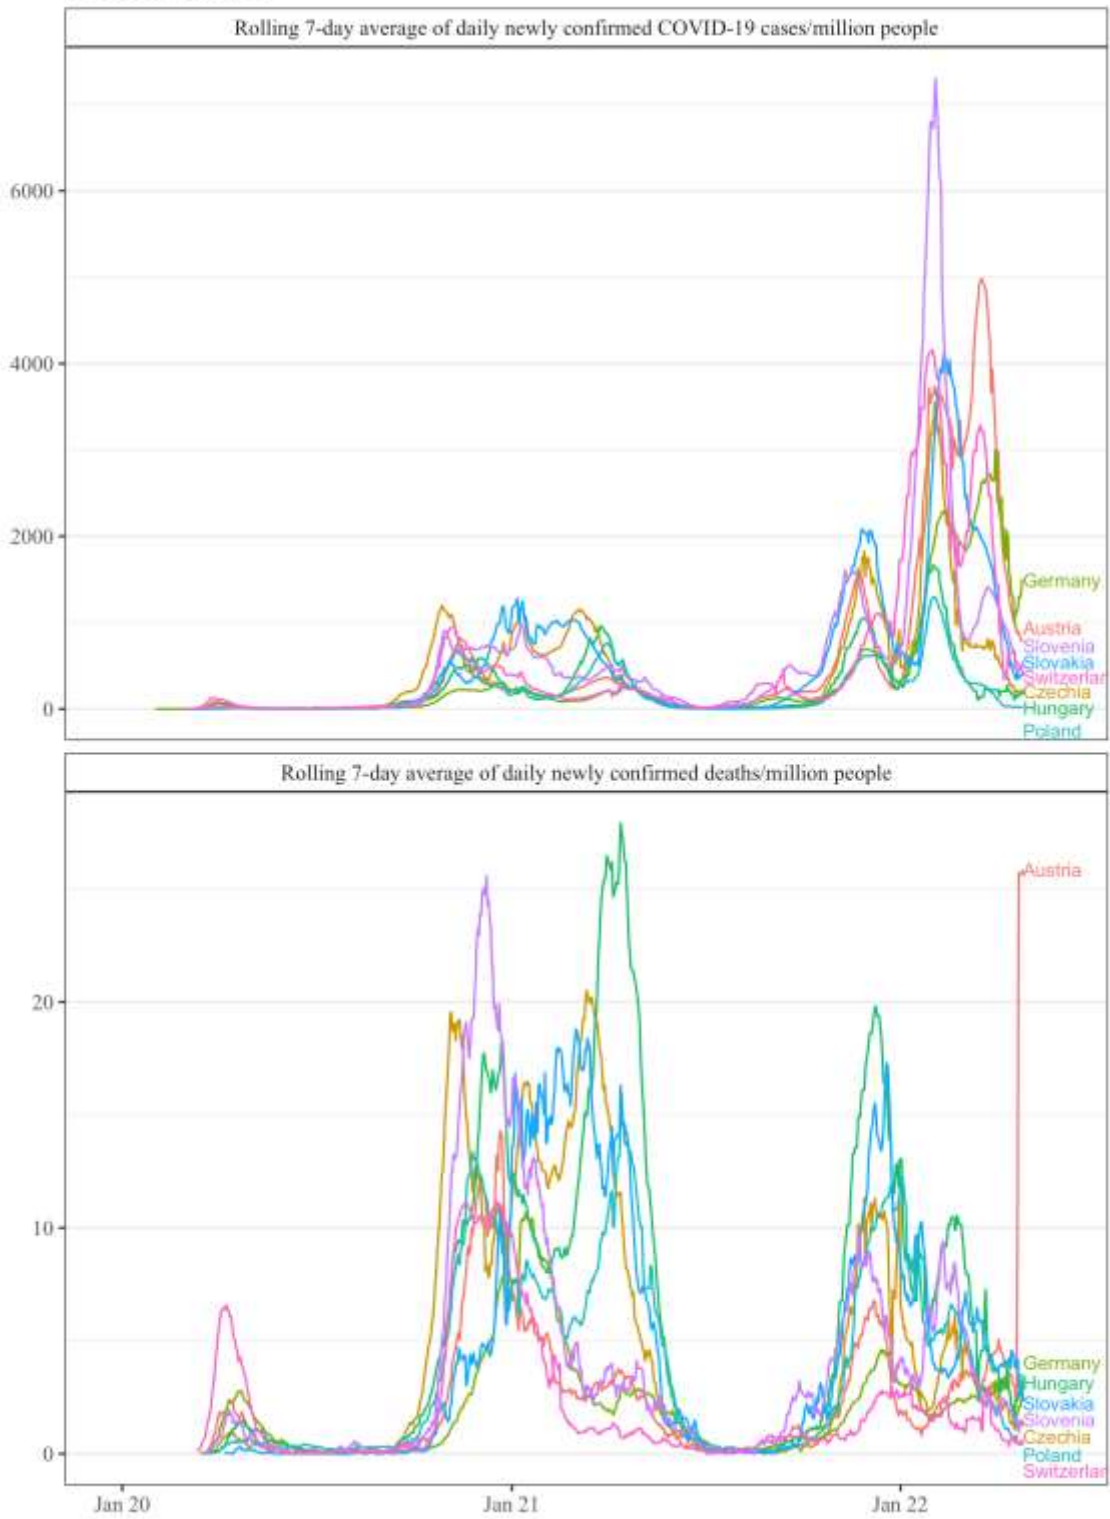 Rolling 7-day average of daily newly confirmed COVID-19 cases/million people
6000
4000
2000
0
Germany
Austria
Slovenia
Slovakia
Switzerlar
Czechia
Hungary
Poland
Rolling 7-day average of daily newly confirmed deaths/million people
20
10
0
Austria
Germany
Hungary
Slovakia
Slovenia
Czechia
Poland
Switzerlar
Jan 20
Jan 21
Jan 22